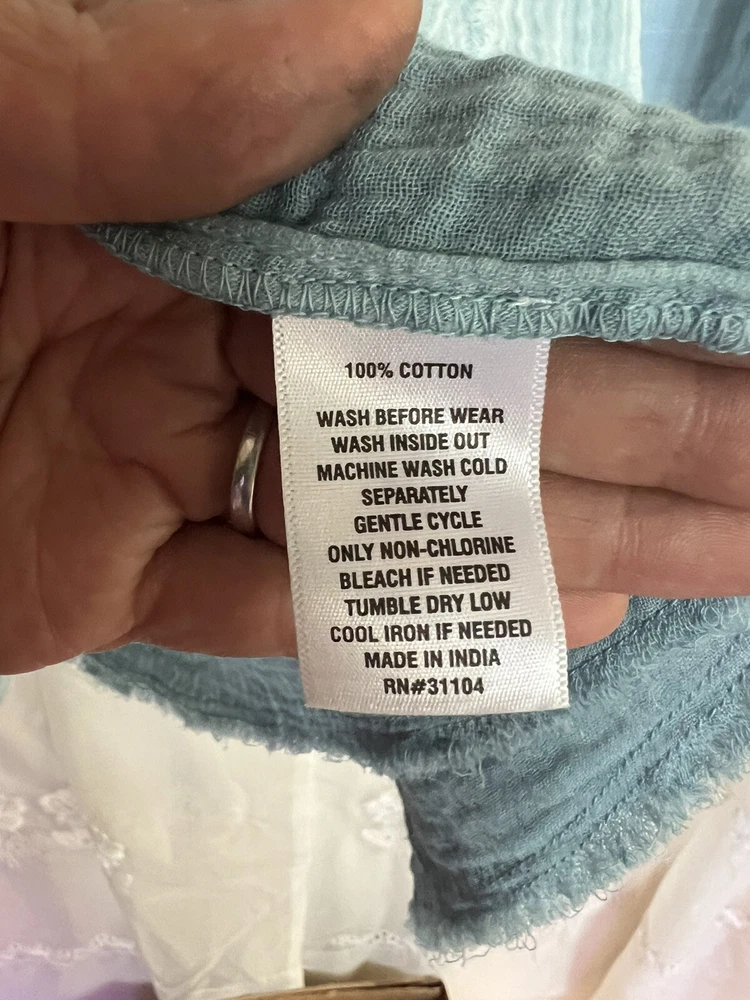 100% COTTON
WASH BEFORE WEAR
WASH INSIDE OUT
MACHINE WASH COLD
SEPARATELY
GENTLE CYCLE
ONLY NON-CHLORINE
BLEACH IF NEEDED
TUMBLE DRY LOW
COOL IRON IF NEEDED
MADE IN INDIA
RN#31104